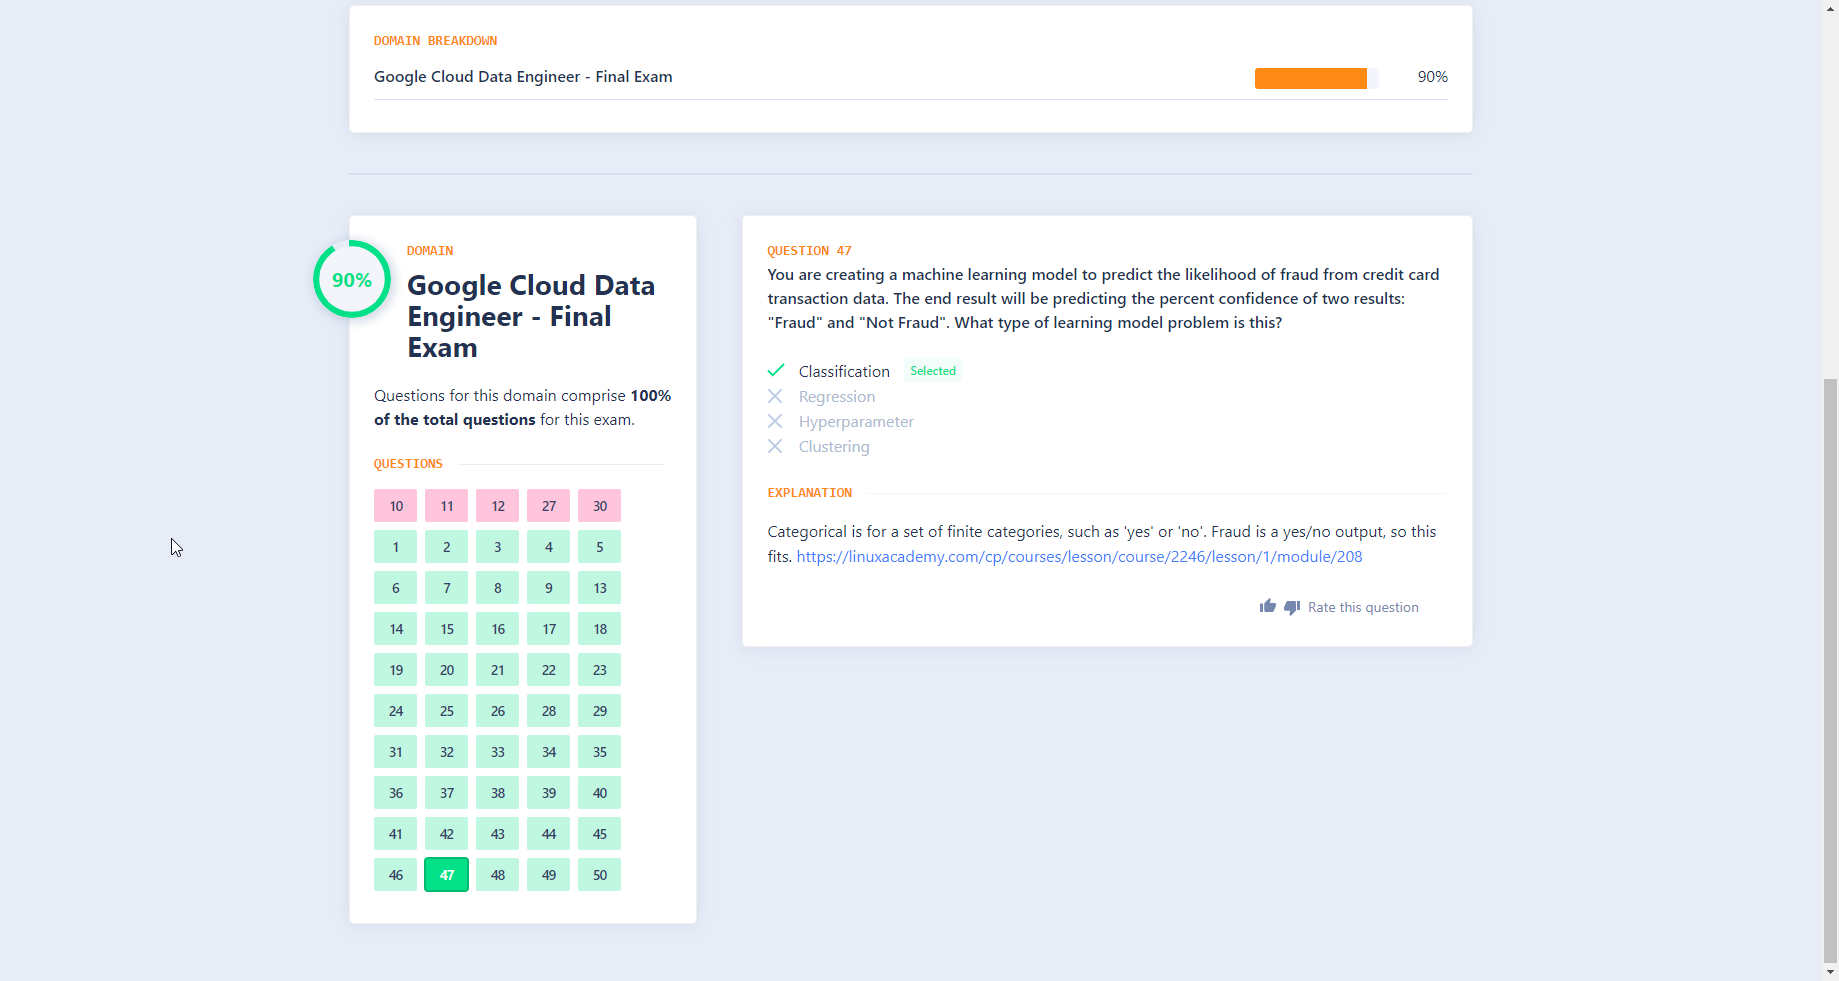 DOMAIN BREAKDOWN
Google Cloud Data Engineer - Final Exam 90%
90%
DOMAIN
Google Cloud Data
Engineer - Final
Exam
Questions for this domain comprise 100%
of the total questions for this exam.
QUESTIONS
10 11 12 27 30
1 2 3 4 5
6 7 8 9 13
14 15 16 17 18
19 20 21 22 23
24 25 26 28 29
31 32 33 34 35
36 37 38 39 40
41 42 43 44 45
46 47 48 49 50
QUESTION 47
You are creating a machine learning model to predict the likelihood of fraud from credit card
transaction data. The end result will be predicting the percent confidence of two results:
"Fraud" and "Not Fraud". What type of learning model problem is this?
Classification Selected
Regression
Hyperparameter
Clustering
EXPLANATION
Categorical is for a set of finite categories, such as 'yes' or 'no'. Fraud is a yes/no output, so this
fits. https://linuxacademy.com/cp/courses/lesson/course/2246/lesson/1/module/208
Rate this question